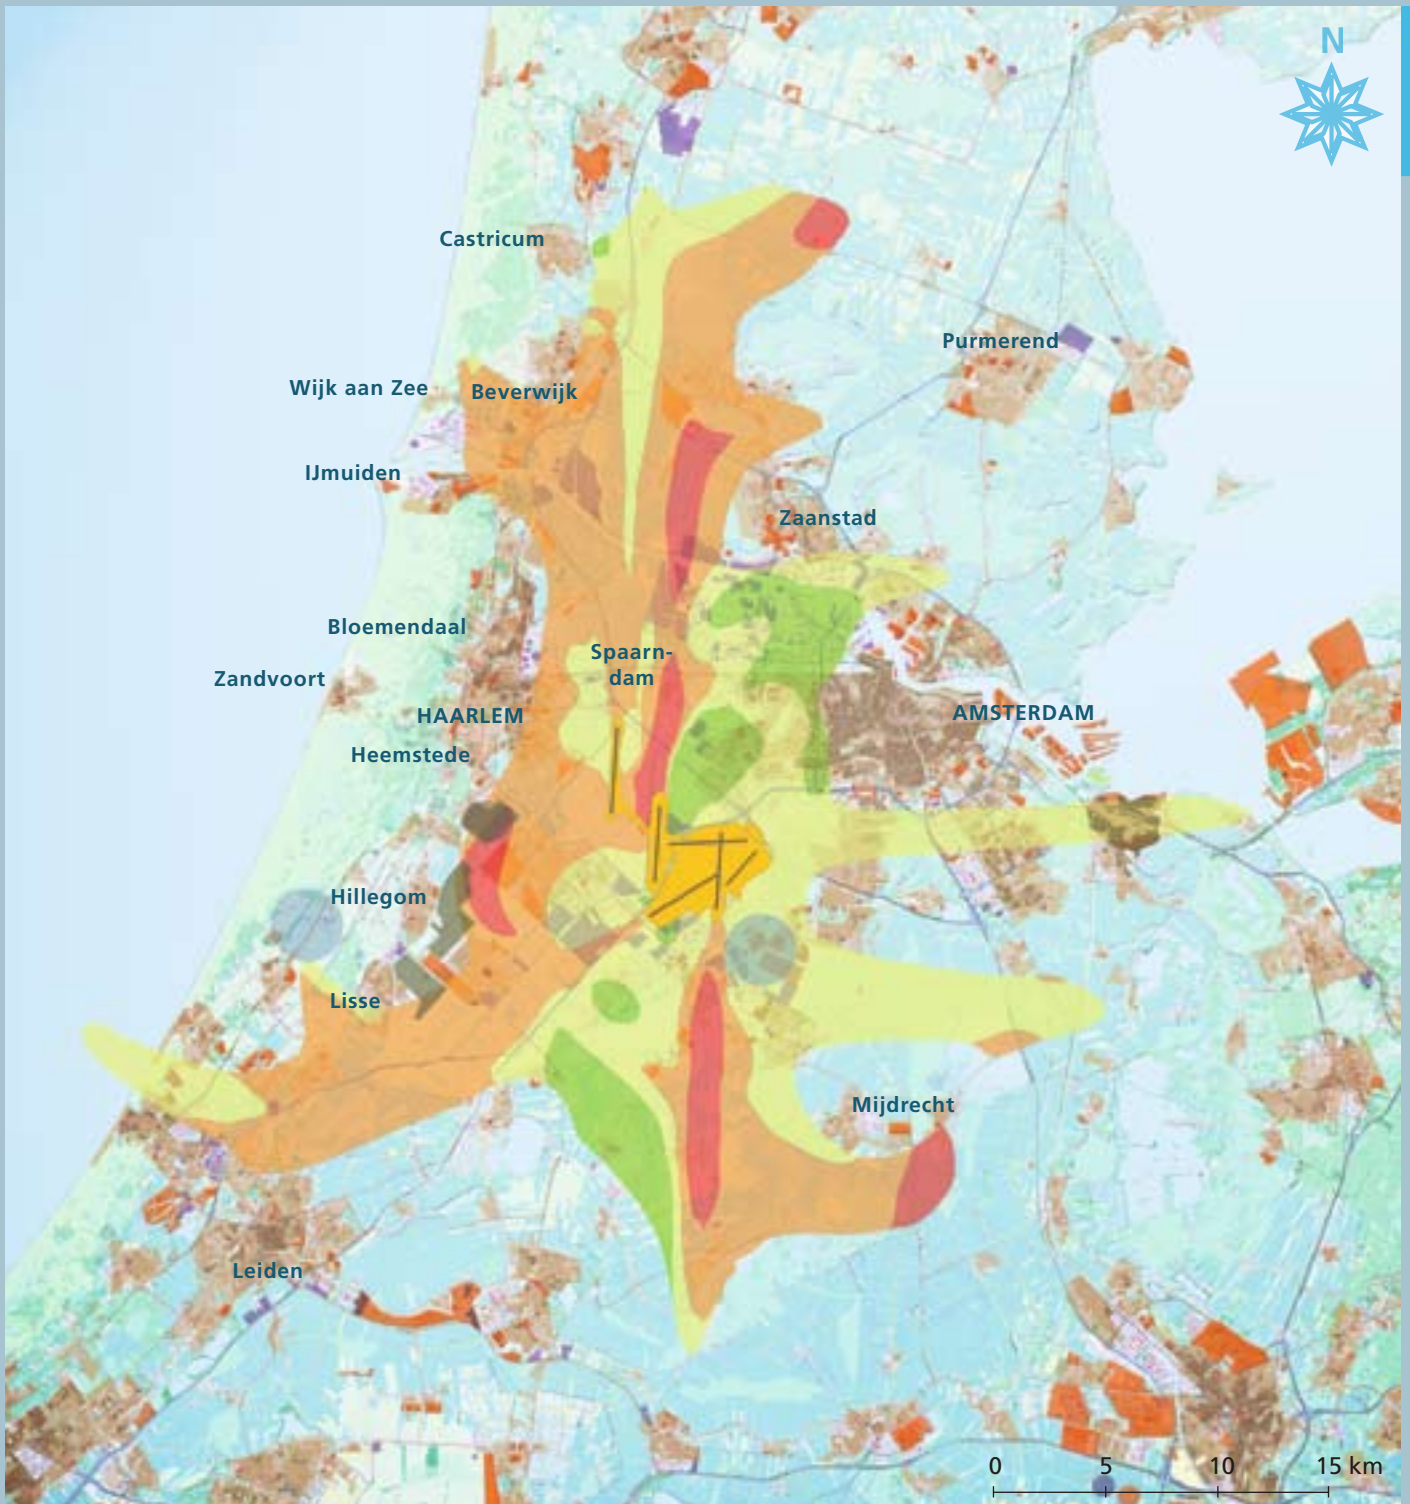 N
Castricum
Purmerend
Wijk aan Zee
Beverwijk
IJmuiden
Zaanstad
Bloemendaal
Spaarn-
dam
Zandvoort
HAARLEM
AMSTERDAM
Heemstede
Hillegom
Lisse
Mijdrecht
Leiden
0 5 10 15 km